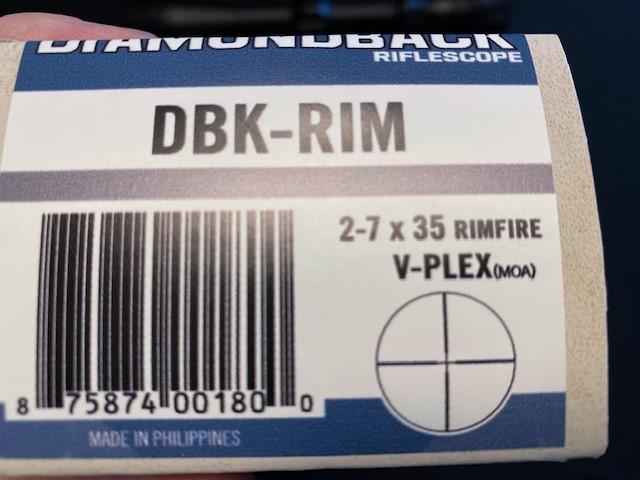 DIAMONDBACK
RIFLESCOPE
DBK-RIM
2-7 x 35 RIMFIRE
V-PLEX(MOA)
8 75874 00180 0
MADE IN PHILIPPINES